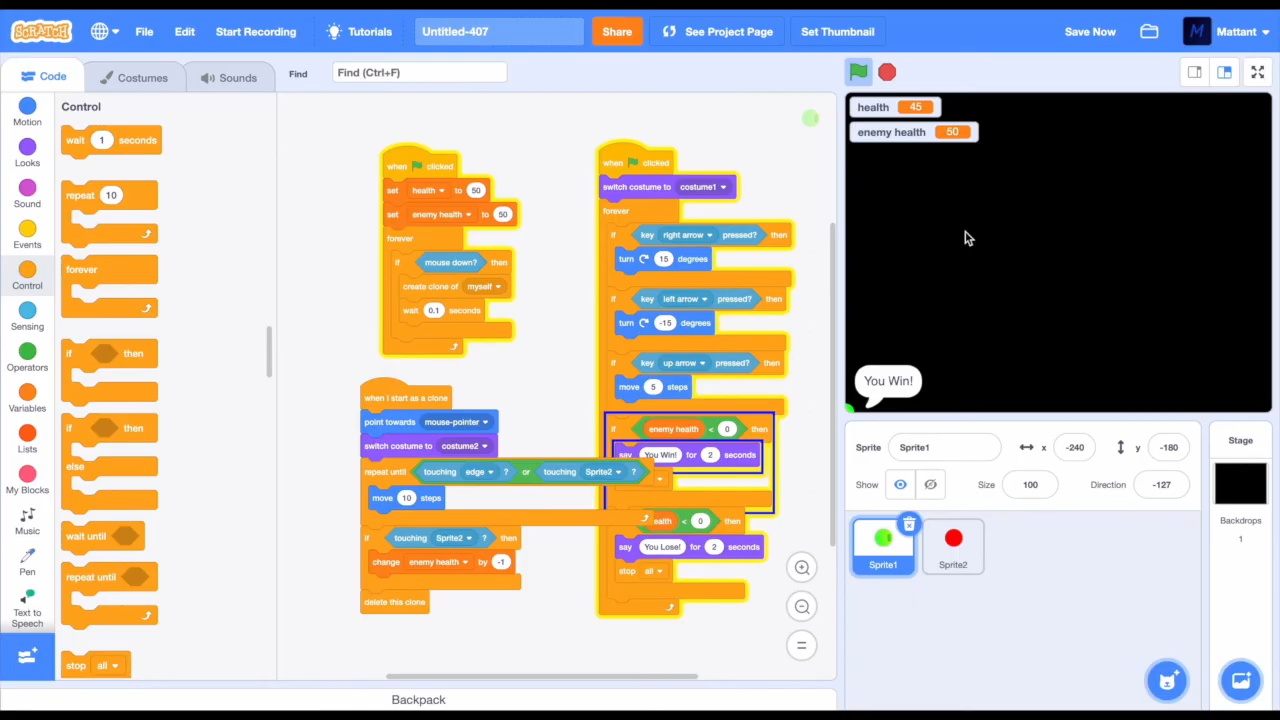 SCRATCH File Edit Start Recording Tutorials Untitled-407 Share See Project Page Set Thumbnail Save Now Mattant
Code Costumes Sounds Find Find (Ctrl+F)
Motion
Looks
Sound
Events
Control
Sensing
Operators
Variables
Lists
My Blocks
Music
Pen
Text to
Speech
Control
wait 1 seconds
repeat 10
forever
if then
if then
else
wait until
repeat until
stop all
when clicked
set health to 50
set enemy health to 50
forever
if mouse down? then
create clone of myself
wait 0.1 seconds
when I start as a clone
point towards mouse-pointer
switch costume to costume2
repeat until touching edge ? or touching Sprite2 ?
move 10 steps
if touching Sprite2 ? then
change enemy health by -1
delete this clone
when clicked
switch costume to costume1
forever
if key right arrow pressed? then
turn 15 degrees
if key left arrow pressed? then
turn -15 degrees
if key up arrow pressed? then
move 5 steps
if enemy health < 0 then
say You Win! for 2 seconds
ealth < 0 then
say You Lose! for 2 seconds
stop all
Backpack
health 45
enemy health 50
You Win!
Sprite Sprite1 x -240 y -180
Show Size 100 Direction -127
Sprite1 Sprite2
Stage
Backdrops
1